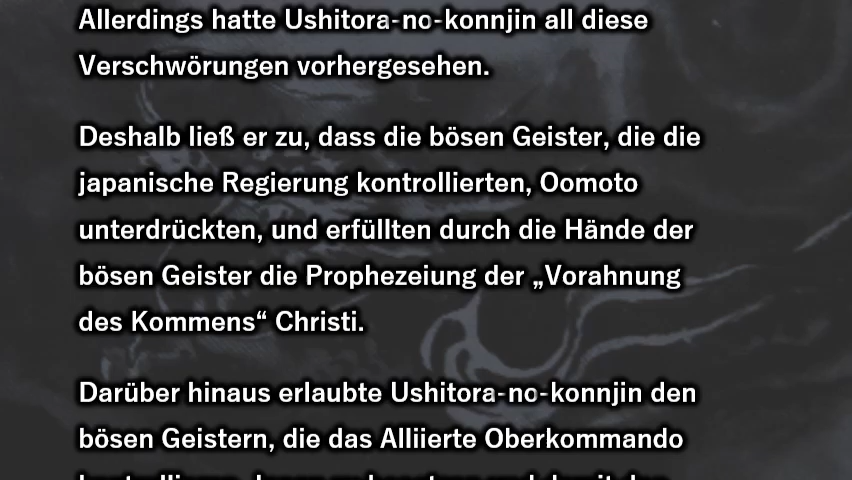 Allerdings hatte Ushitora-no-konnjin all diese
Verschwörungen vorhergesehen.
Deshalb ließ er zu, dass die bösen Geister, die die
japanische Regierung kontrollierten, Oomoto
unterdrückten, und erfüllten durch die Hände der
bösen Geister die Prophezeiung der „Vorahnung
des Kommens“ Christi.
Darüber hinaus erlaubte Ushitora-no-konnjin den
bösen Geistern, die das Alliierte Oberkommando